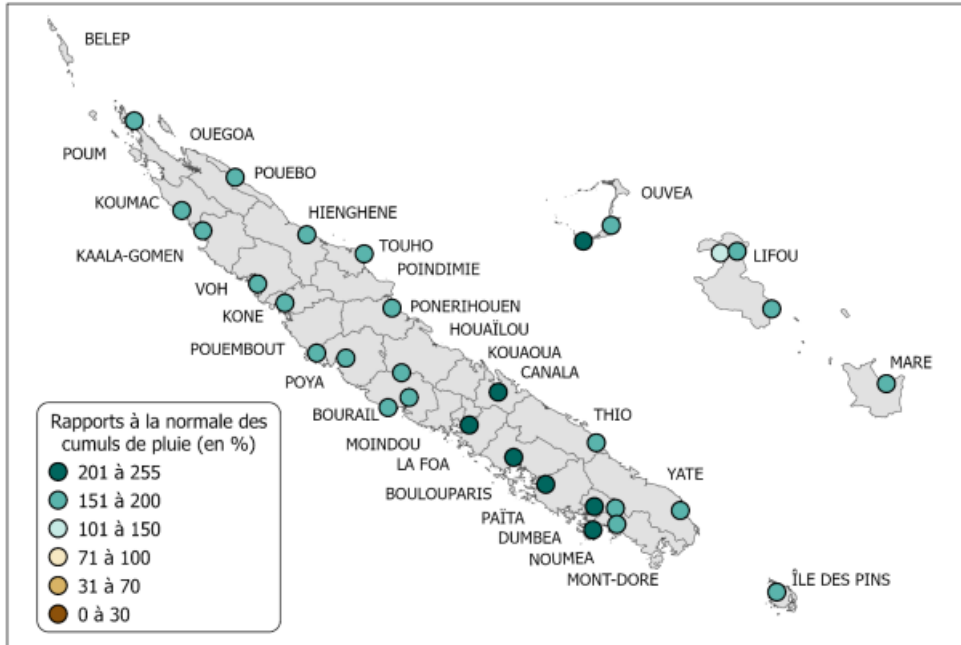 BELEP
OUEGOA
POUM
POUEBO
OUVEA
KOUMAC
HIENGHENE
KAALA-GOMEN
TOUHO
LIFOU
POINDIMIE
VOH
KONE
PONERIHOUEN
HOUAÏLOU
POUEMBOUT
KOUAOUA
CANALA
MARE
POYA
BOURAIL
THIO
MOINDOU
LA FOA
YATE
BOULOUPARIS
PAÏTA
DUMBEA
NOUMEA
MONT-DORE
ÎLE DES PINS
Rapports à la normale des
cumuls de pluie (en %)
201 à 255
151 à 200
101 à 150
71 à 100
31 à 70
0 à 30